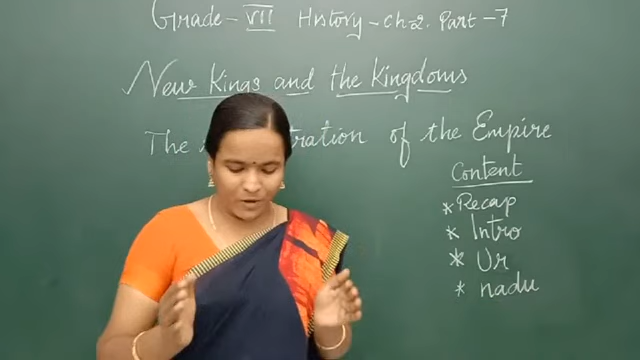 Grade - VII History - Ch-2. Part - 7
New Kings and the Kingdoms
The tration of the Empire
Content
* Recap
* Intro
* Ur
* nadu